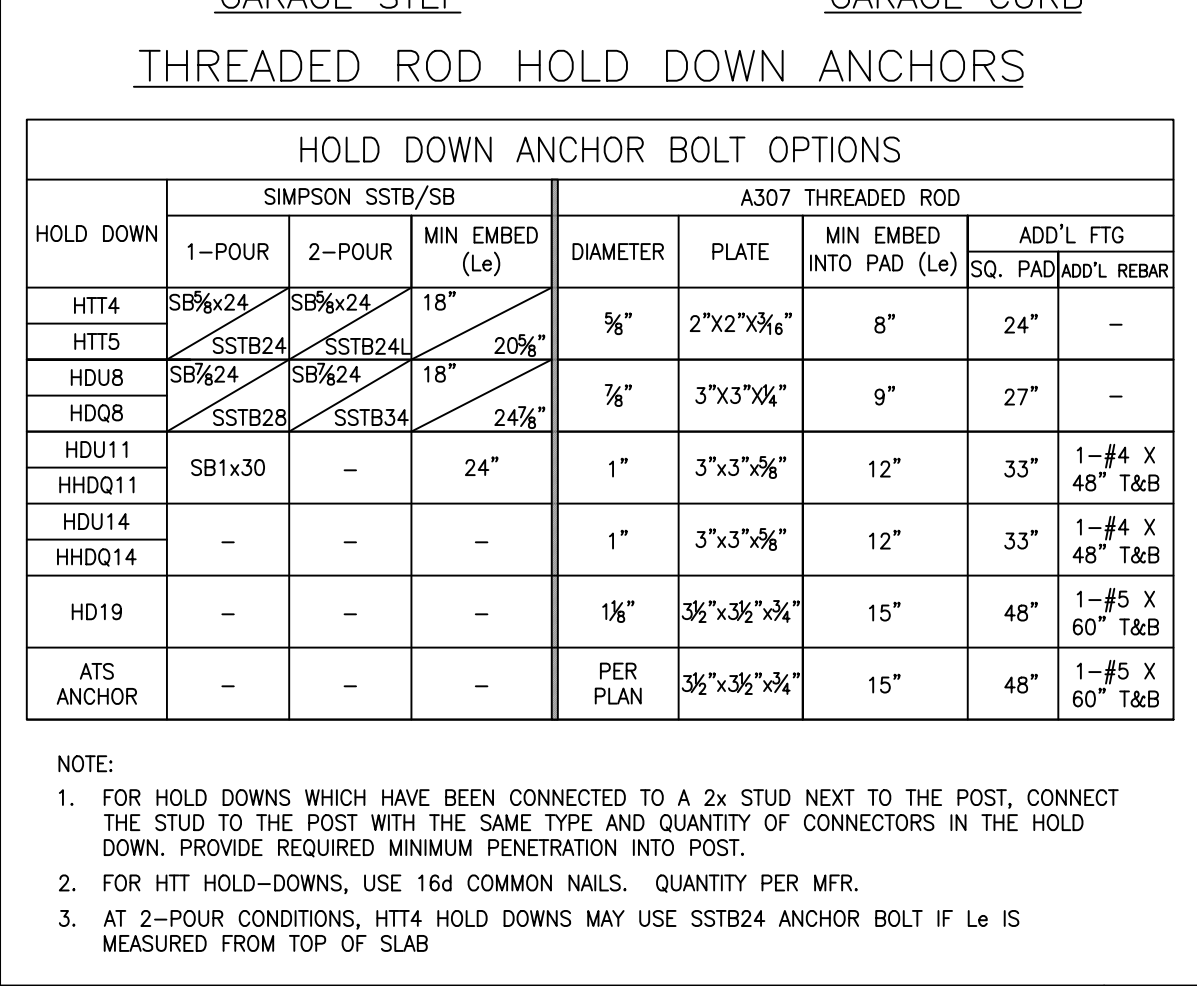 GARAGE STEP GARAGE CURB
THREADED ROD HOLD DOWN ANCHORS
HOLD DOWN ANCHOR BOLT OPTIONS
HOLD DOWN SIMPSON SSTB/SB A307 THREADED ROD
1-POUR 2-POUR MIN EMBED (Le) DIAMETER PLATE MIN EMBED INTO PAD (Le) ADD'L FTG
SQ. PAD ADD'L REBAR
HTT4 SB⅝x24 SB⅝x24 18" ⅝" 2"X2"X3⁄16" 8" 24" -
HTT5 SSTB24 SSTB24L 20⅝"
HDU8 SB⅞24 SB⅞24 18" ⅞" 3"X3"X¼" 9" 27" -
HDQ8 SSTB28 SSTB34 24⅞"
HDU11 SB1x30 - 24" 1" 3"x3"x⅝" 12" 33" 1-#4 X
HHDQ11 48" T&B
HDU14 - - - 1" 3"x3"x⅝" 12" 33" 1-#4 X
HHDQ14 48" T&B
HD19 - - - 1⅛" 3½"x3½"x¾" 15" 48" 1-#5 X
60" T&B
ATS - - - PER 3½"x3½"x¾" 15" 48" 1-#5 X
ANCHOR PLAN 60" T&B
NOTE:
1. FOR HOLD DOWNS WHICH HAVE BEEN CONNECTED TO A 2x STUD NEXT TO THE POST, CONNECT
THE STUD TO THE POST WITH THE SAME TYPE AND QUANTITY OF CONNECTORS IN THE HOLD
DOWN. PROVIDE REQUIRED MINIMUM PENETRATION INTO POST.
2. FOR HTT HOLD-DOWNS, USE 16d COMMON NAILS. QUANTITY PER MFR.
3. AT 2-POUR CONDITIONS, HTT4 HOLD DOWNS MAY USE SSTB24 ANCHOR BOLT IF Le IS
MEASURED FROM TOP OF SLAB